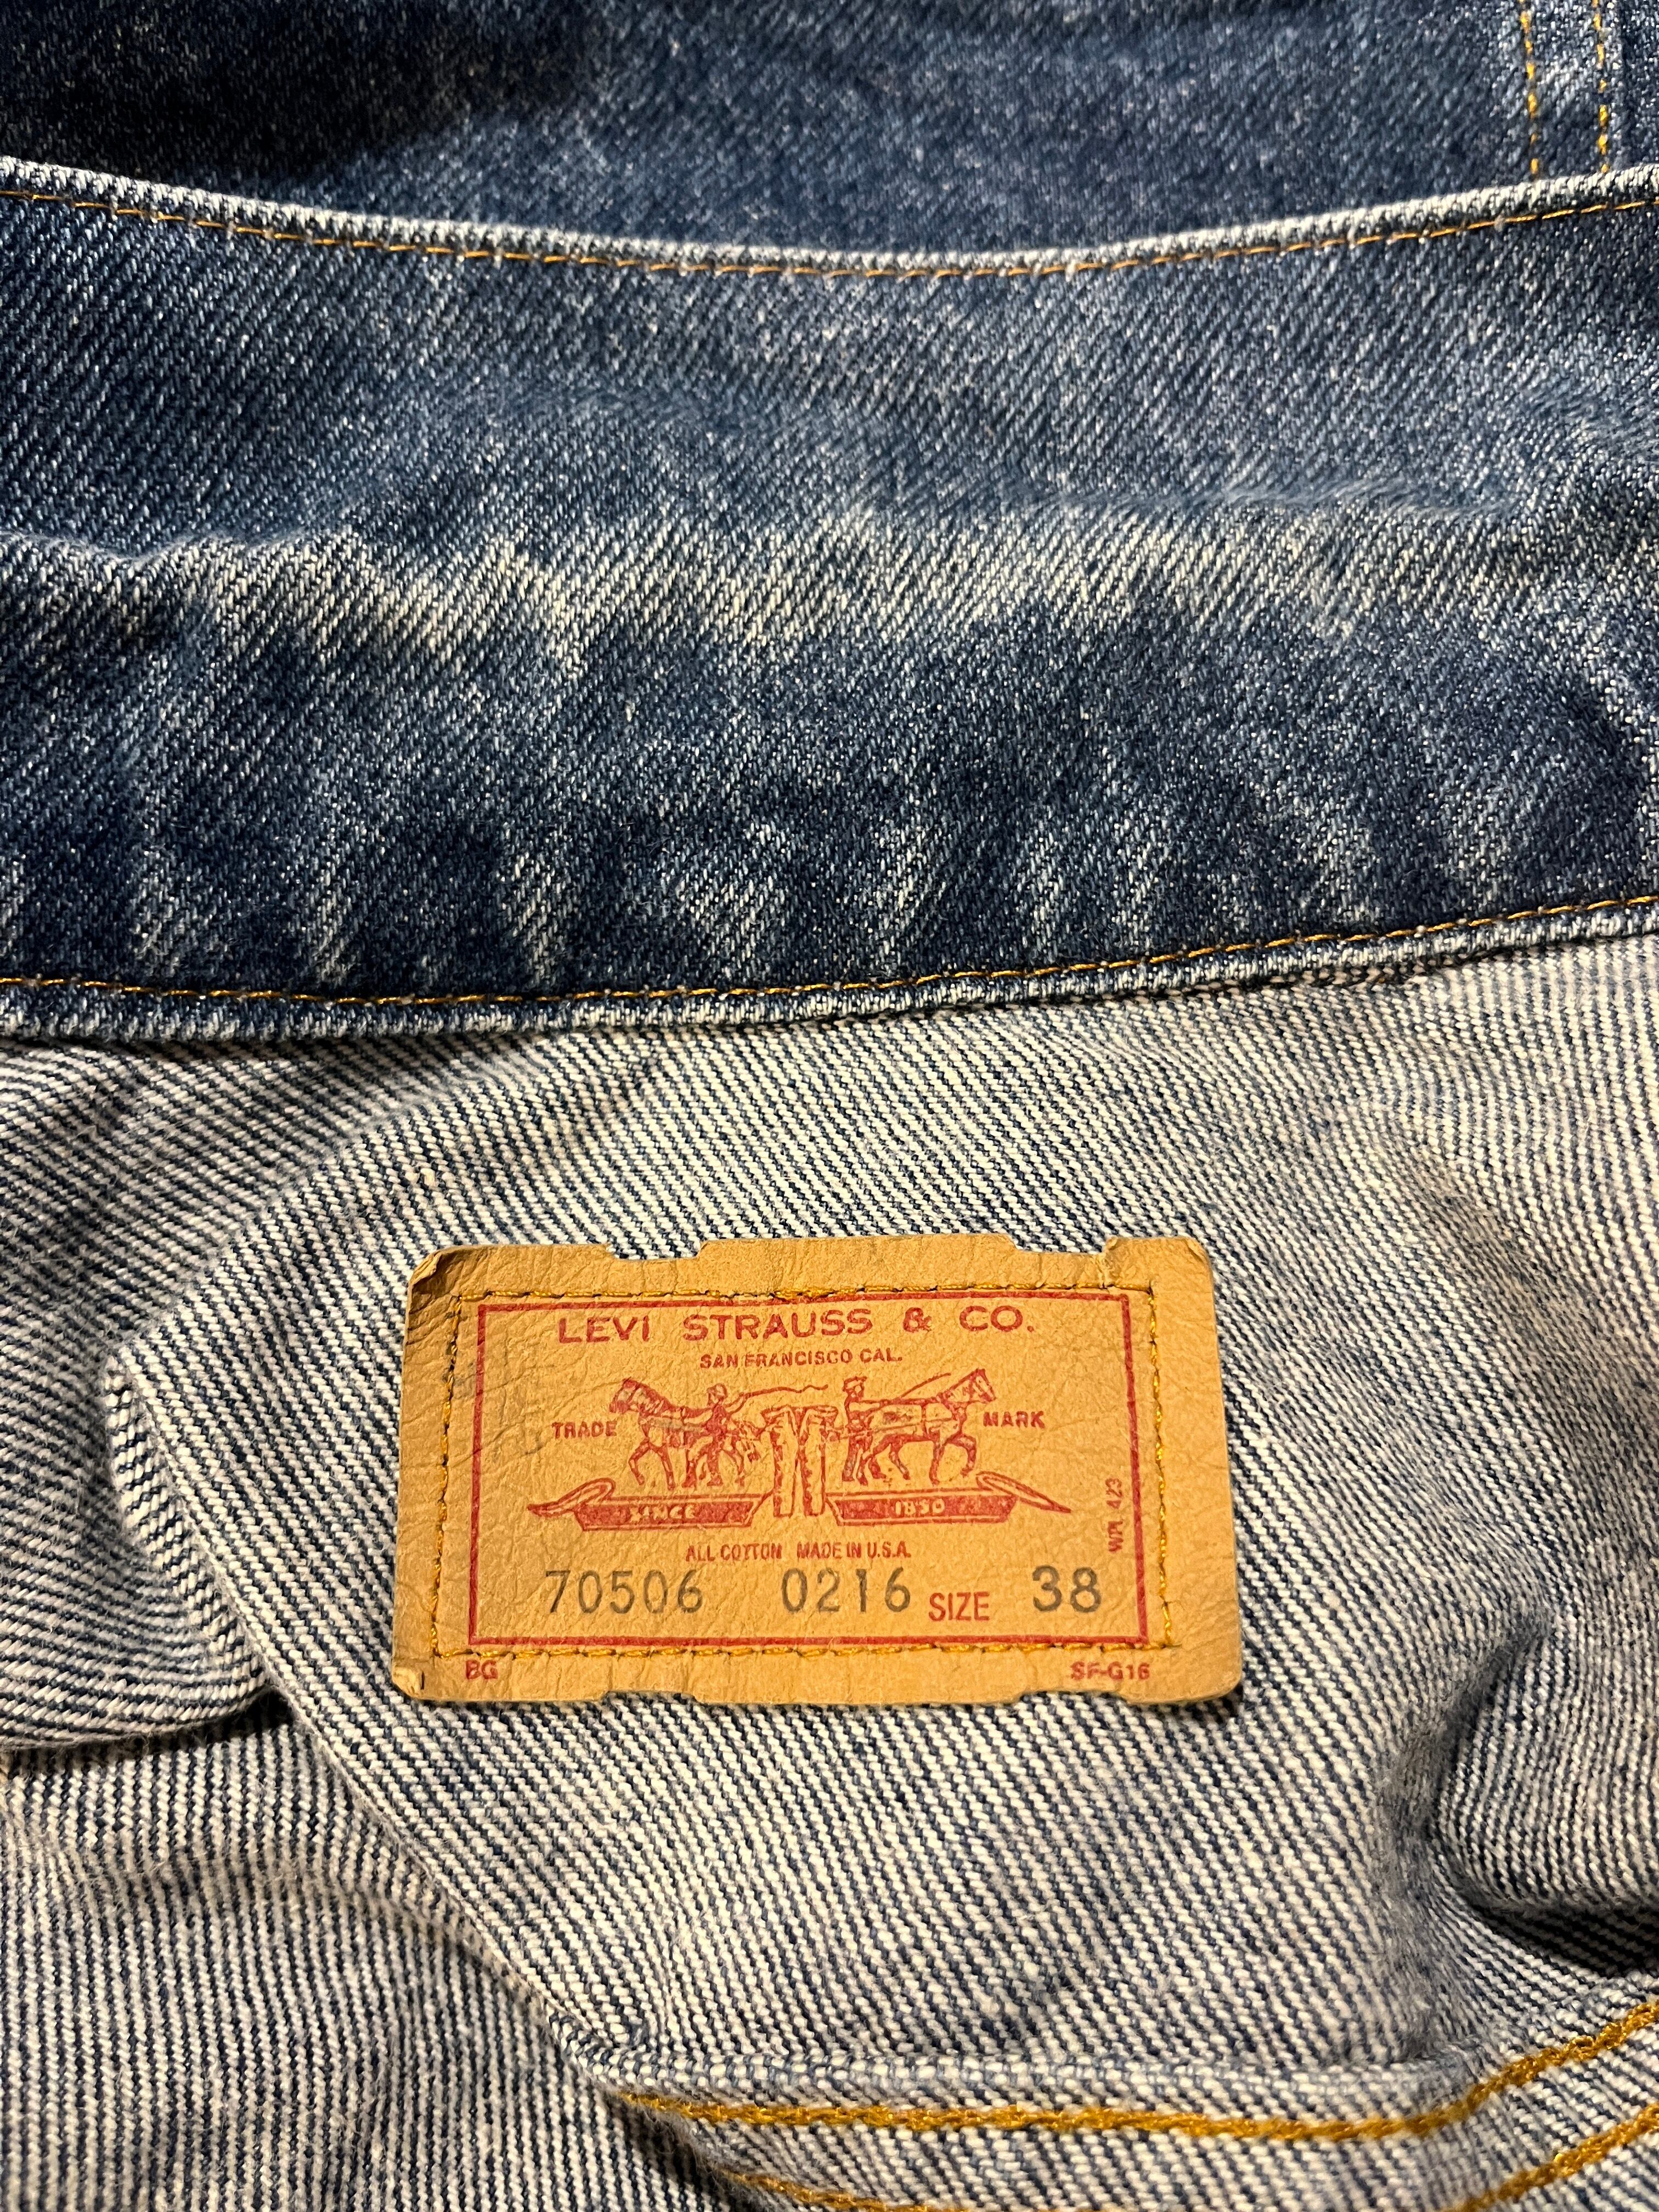 LEVI STRAUSS & CO.
SAN FRANCISCO CAL.
TRADE MARK
SINCE 1850
WPL 423
ALL COTTON MADE IN U.S.A.
70506 0216 SIZE 38
BG SF-G16